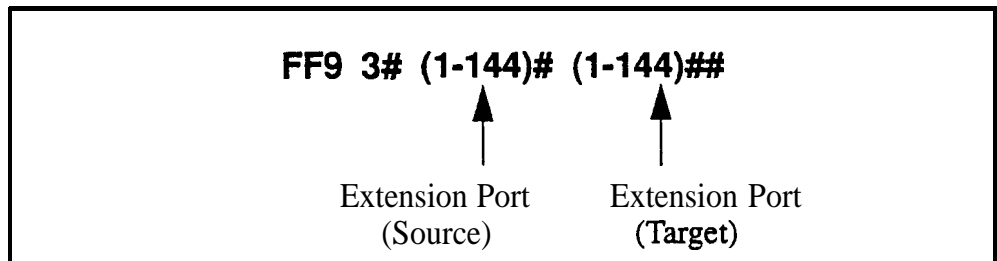 FF9 3# (1-144)# (1-144)##
Extension Port Extension Port
(Source) (Target)